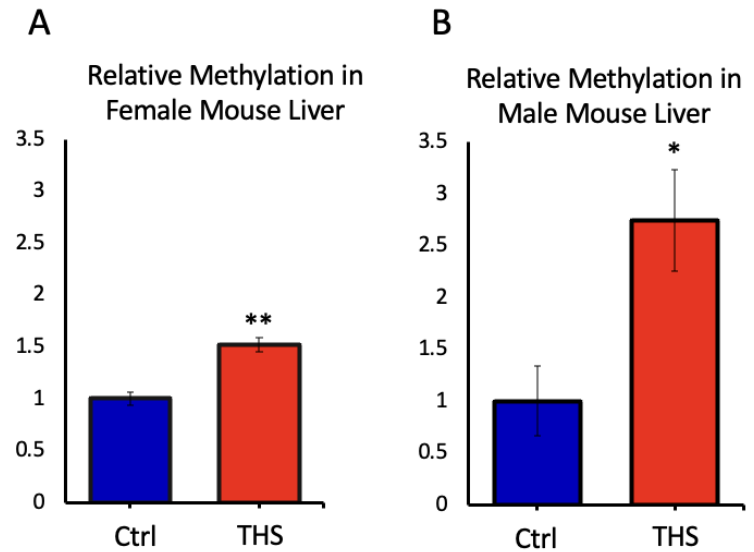 A
Relative Methylation in
Female Mouse Liver
3.5
3
2.5
2
1.5
1
0.5
0
**
Ctrl
THS
B
Relative Methylation in
Male Mouse Liver
3.5
3
2.5
2
1.5
1
0.5
0
*
Ctrl
THS